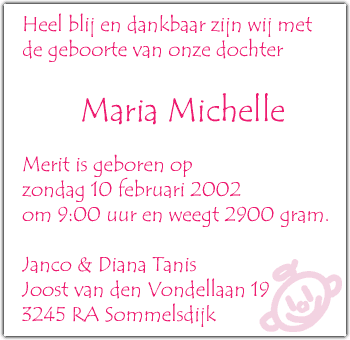 Heel blij en dankbaar zijn wij met
de geboorte van onze dochter
Maria Michelle
Merit is geboren op
zondag 10 februari 2002
om 9:00 uur en weegt 2900 gram.
Janco & Diana Tanis
Joost van den Vondellaan 19
3245 RA Sommelsdijk